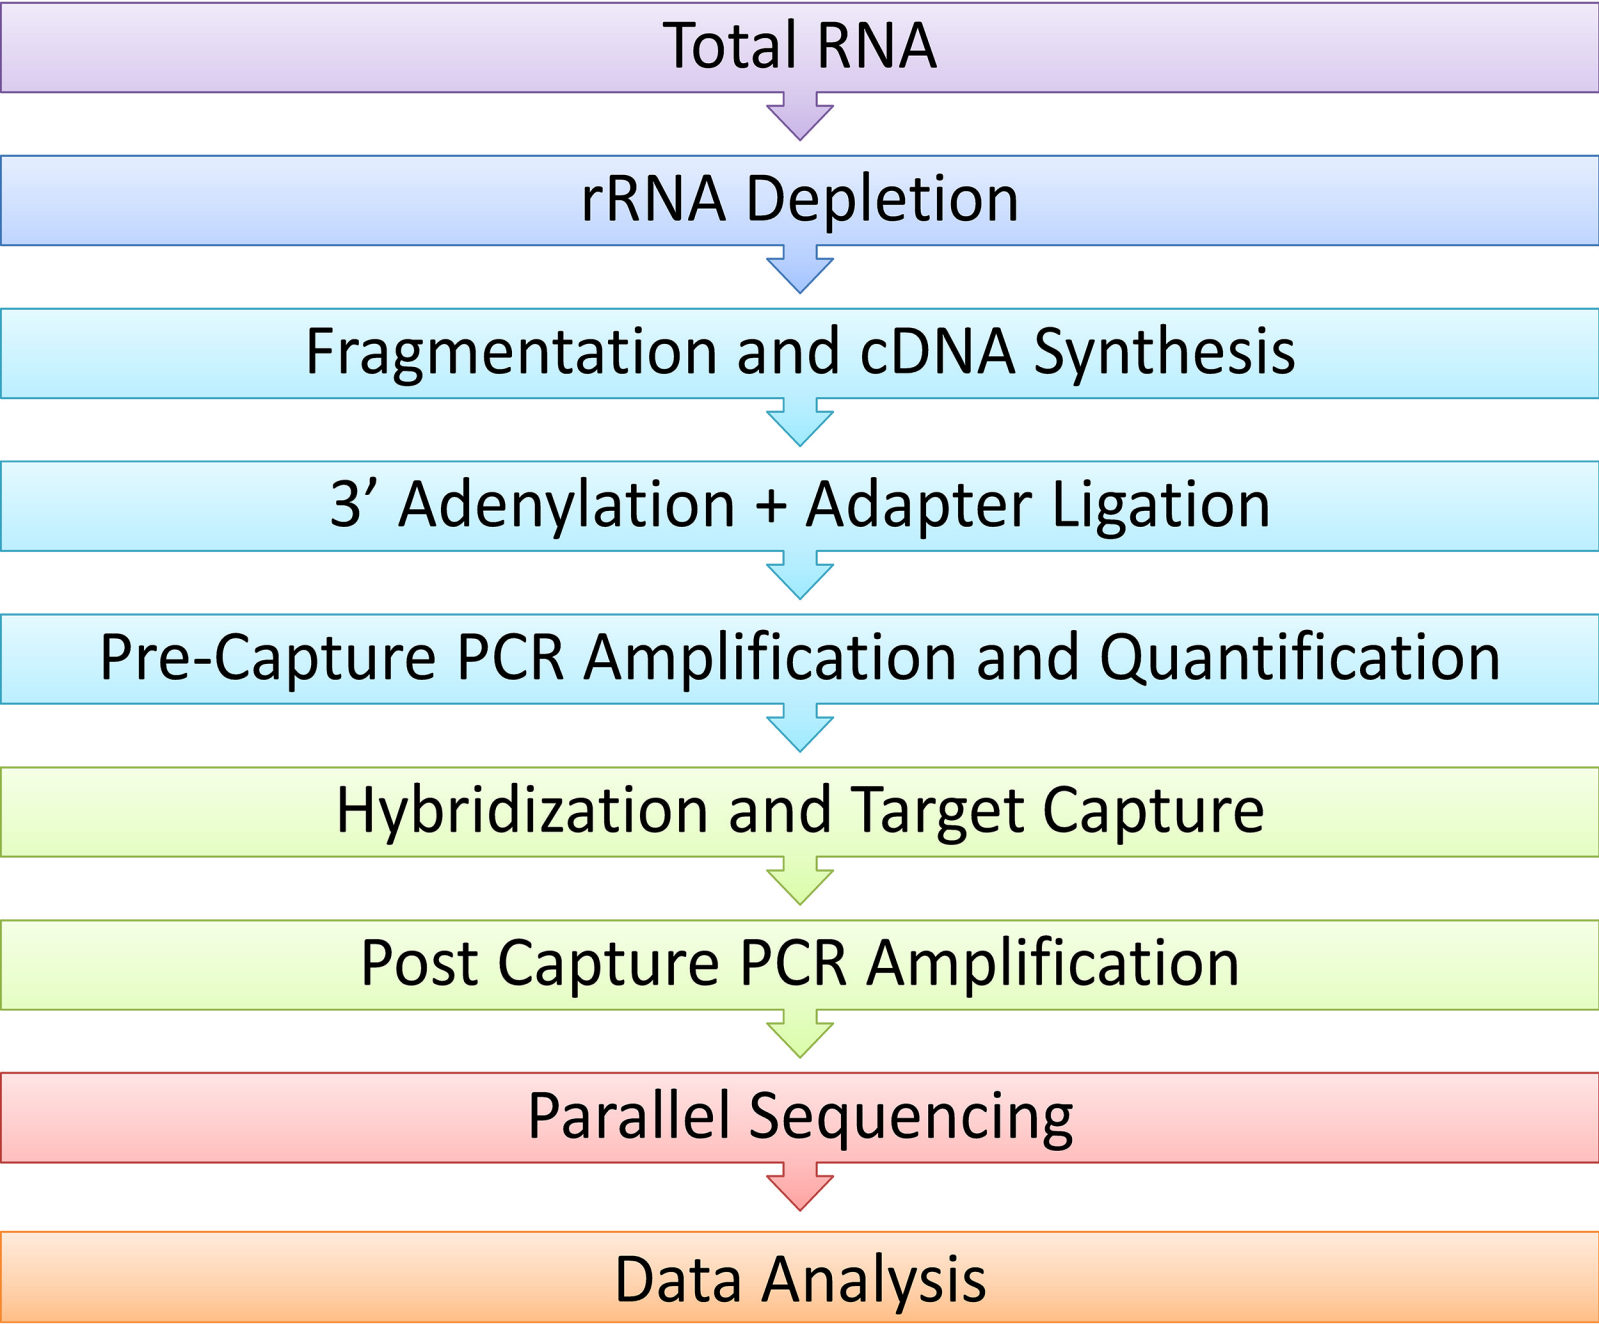 Total RNA
rRNA Depletion
Fragmentation and cDNA Synthesis
3’ Adenylation + Adapter Ligation
Pre-Capture PCR Amplification and Quantification
Hybridization and Target Capture
Post Capture PCR Amplification
Parallel Sequencing
Data Analysis